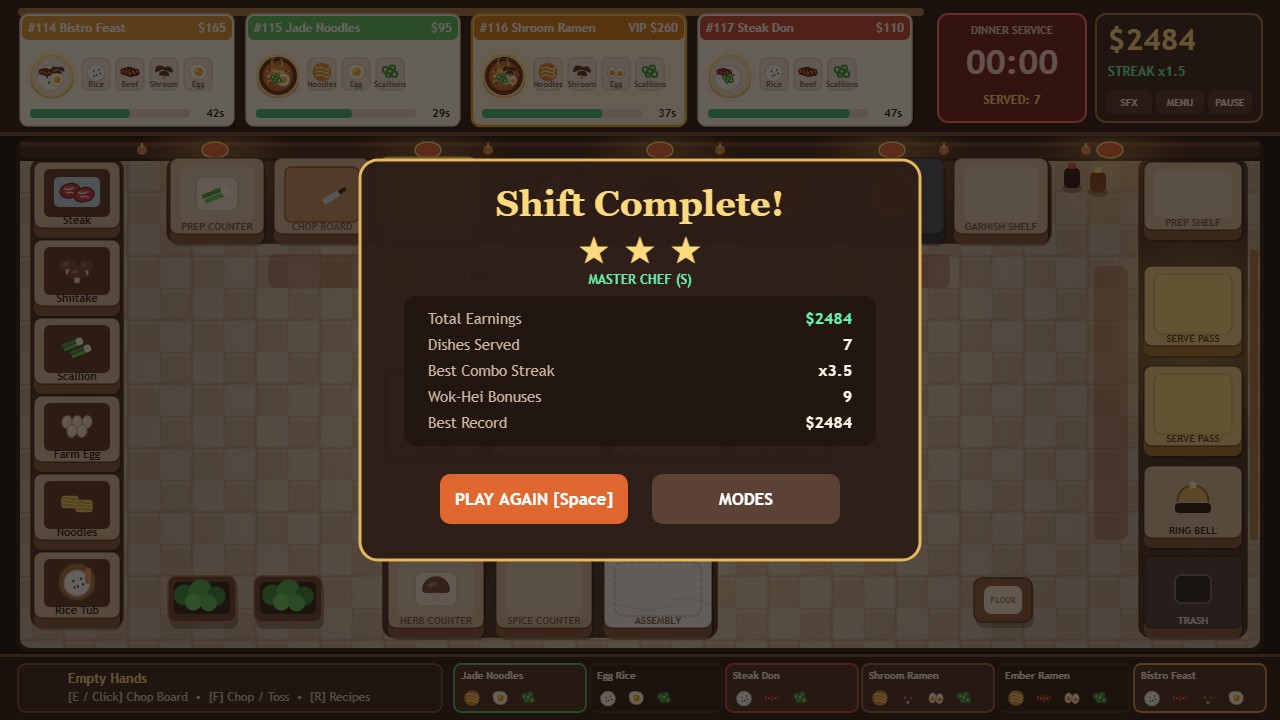 #114 Bistro Feast $165
Rice Beef Shroom Egg
42s
#115 Jade Noodles $95
Noodles Egg Scallions
29s
#116 Shroom Ramen VIP $260
Noodles Shroom Egg Scallions
37s
#117 Steak Don $110
Rice Beef Scallions
47s
DINNER SERVICE
00:00
SERVED: 7
$2484
STREAK x1.5
SFX MENU PAUSE
Steak
Shiitake
Scallion
Farm Egg
Noodles
Rice Tub
PREP COUNTER
CHOP BOARD
GARNISH SHELF
PREP SHELF
SERVE PASS
SERVE PASS
RING BELL
TRASH
Shift Complete!
MASTER CHEF (S)
Total Earnings $2484
Dishes Served 7
Best Combo Streak x3.5
Wok-Hei Bonuses 9
Best Record $2484
PLAY AGAIN [Space]
MODES
HERB COUNTER
SPICE COUNTER
ASSEMBLY
FLOUR
Empty Hands
[E / Click] Chop Board • [F] Chop / Toss • [R] Recipes
Jade Noodles
Egg Rice
Steak Don
Shroom Ramen
Ember Ramen
Bistro Feast